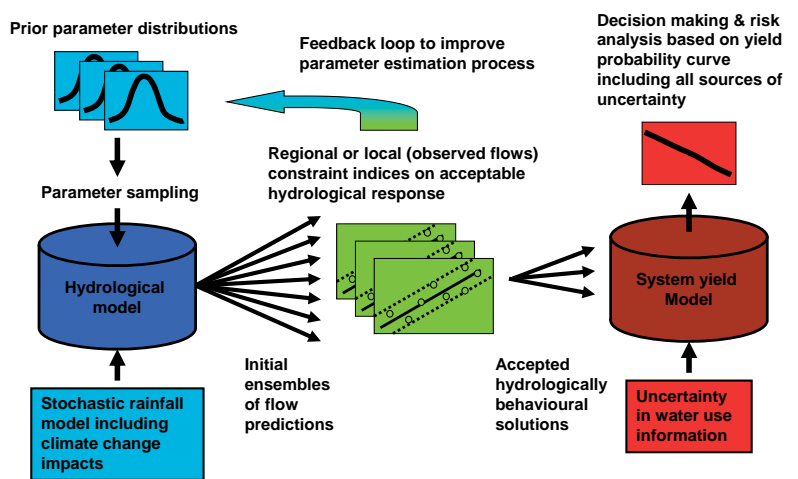 Prior parameter distributions
Feedback loop to improve
parameter estimation process
Decision making & risk
analysis based on yield
probability curve
including all sources of
uncertainty
Regional or local (observed flows)
constraint indices on acceptable
hydrological response
Parameter sampling
Hydrological
model
System yield
Model
Initial
ensembles
of flow
predictions
Accepted
hydrologically
behavioural
solutions
Stochastic rainfall
model including
climate change
impacts
Uncertainty
in water use
information